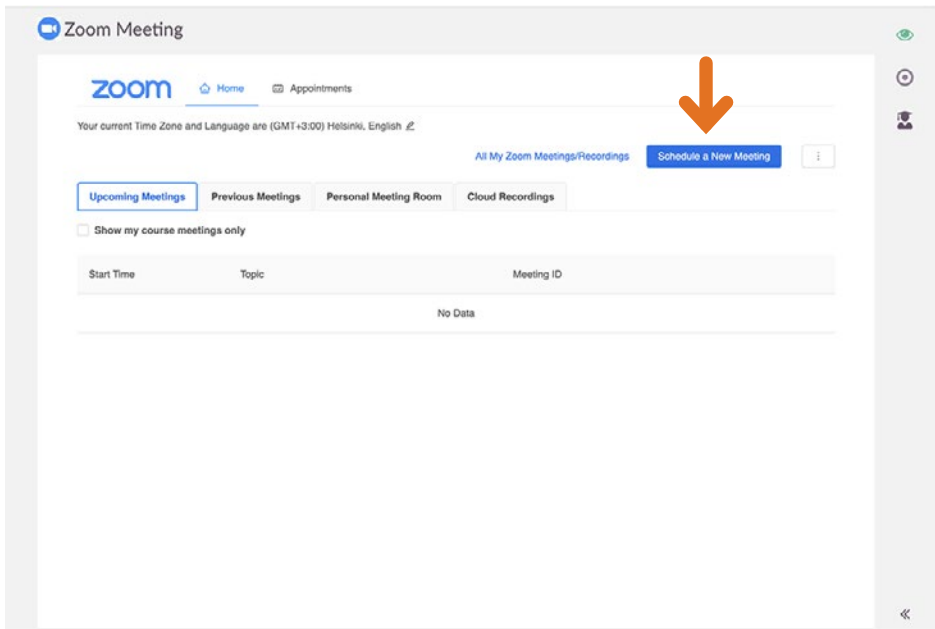 Zoom Meeting
zoom Home Appointments
Your current Time Zone and Language are (GMT+3:00) Helsinki, English
All My Zoom Meetings/Recordings Schedule a New Meeting
Upcoming Meetings Previous Meetings Personal Meeting Room Cloud Recordings
Show my course meetings only
Start Time Topic Meeting ID
No Data